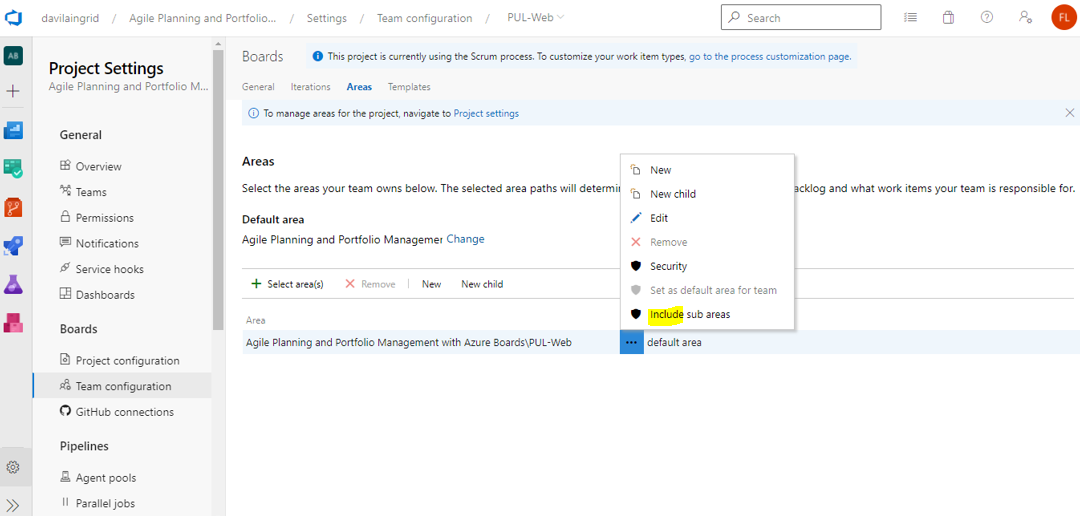 davilaingrid / Agile Planning and Portfolio... / Settings / Team configuration / PUL-Web
Search
FL
AB
Project Settings
Agile Planning and Portfolio M...
General
Overview
Teams
Permissions
Notifications
Service hooks
Dashboards
Boards
Project configuration
Team configuration
GitHub connections
Pipelines
Agent pools
Parallel jobs
Boards
This project is currently using the Scrum process. To customize your work item types, go to the process customization page.
General Iterations Areas Templates
To manage areas for the project, navigate to Project settings
Areas
Select the areas your team owns below. The selected area paths will determin acklog and what work items your team is responsible for.
Default area
Agile Planning and Portfolio Managemer Change
Select area(s) Remove New New child
Area
Agile Planning and Portfolio Management with Azure Boards\PUL-Web ... default area
New
New child
Edit
Remove
Security
Set as default area for team
Include sub areas